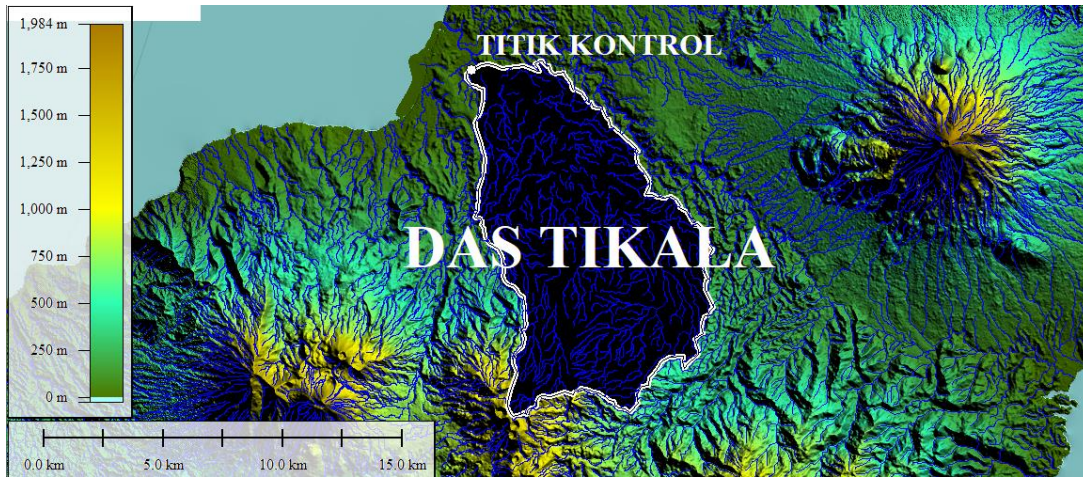 1,984 m
1,750 m
1,500 m
1,250 m
1,000 m
750 m
500 m
250 m
0 m
TITIK KONTROL
DAS TIKALA
0.0 km 5.0 km 10.0 km 15.0 km